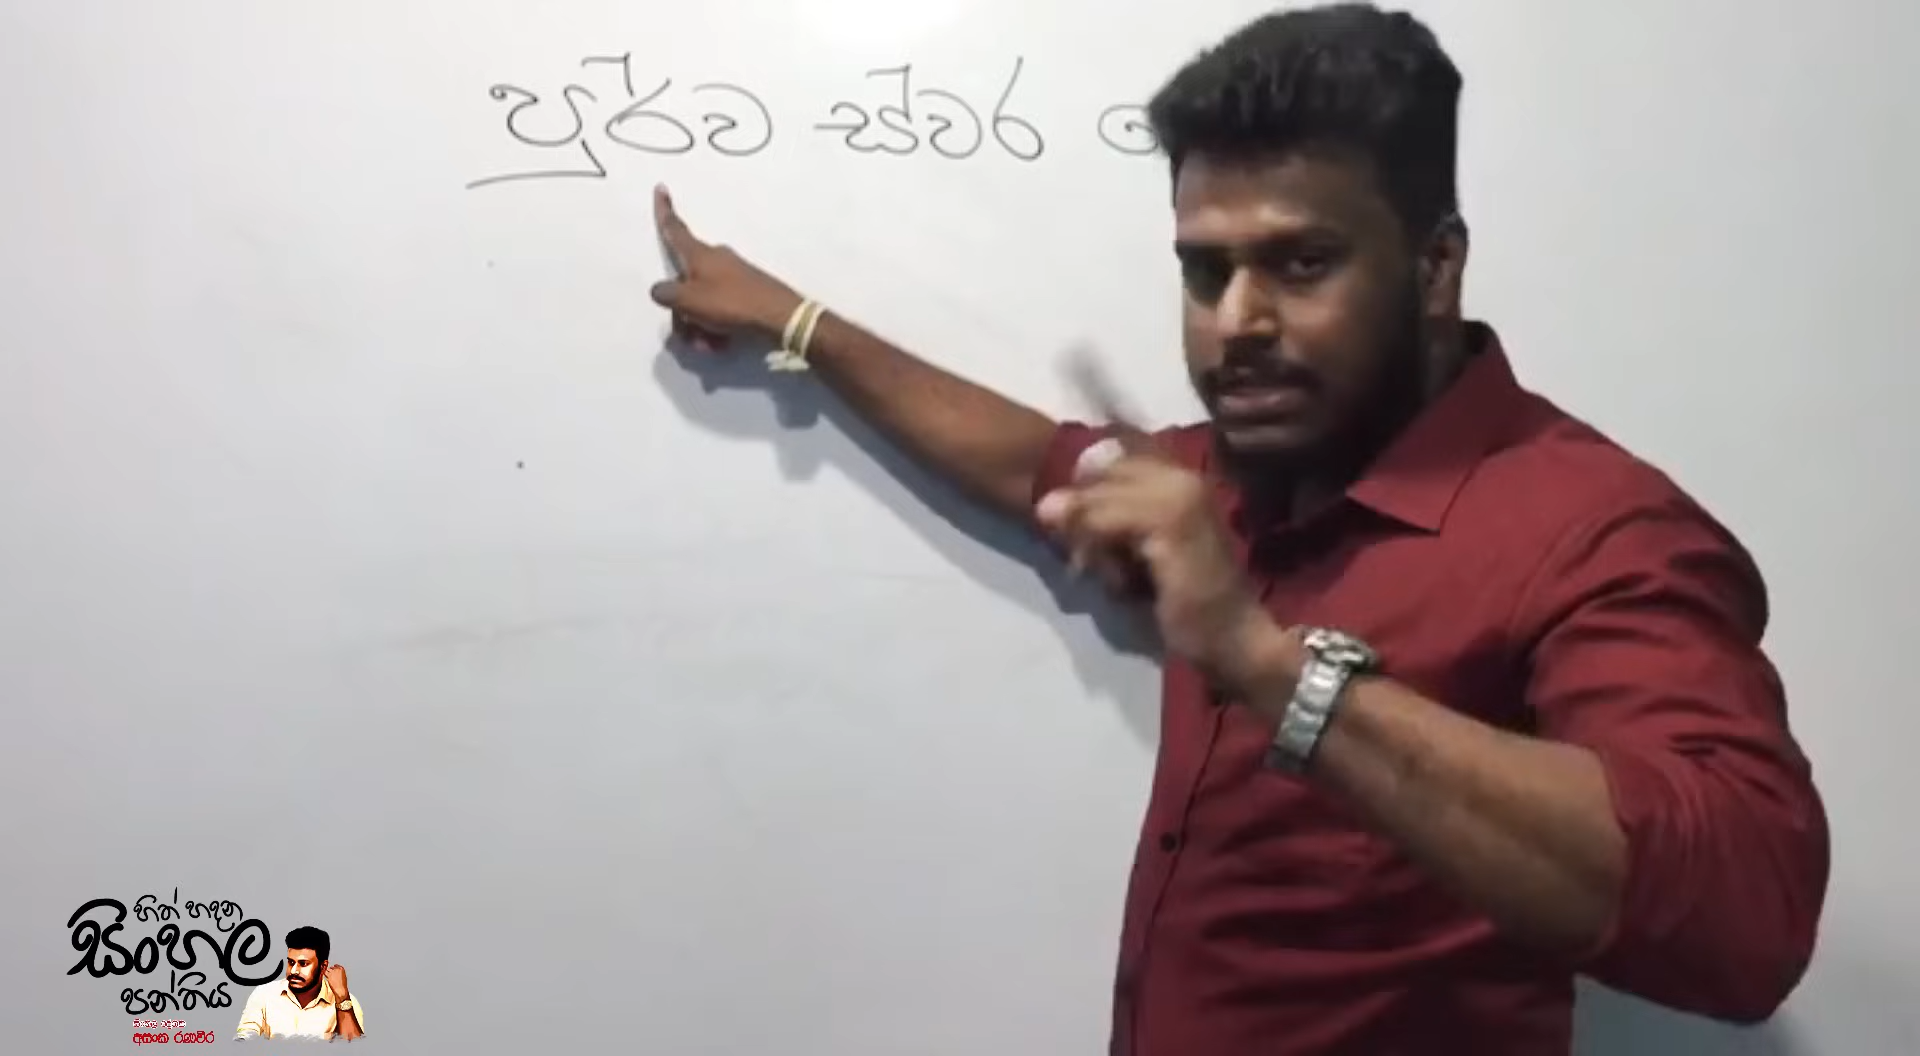 පූර්ව ස්වර
හිත් හදන
සිංහල
පන්තිය
අසංක රණවීර